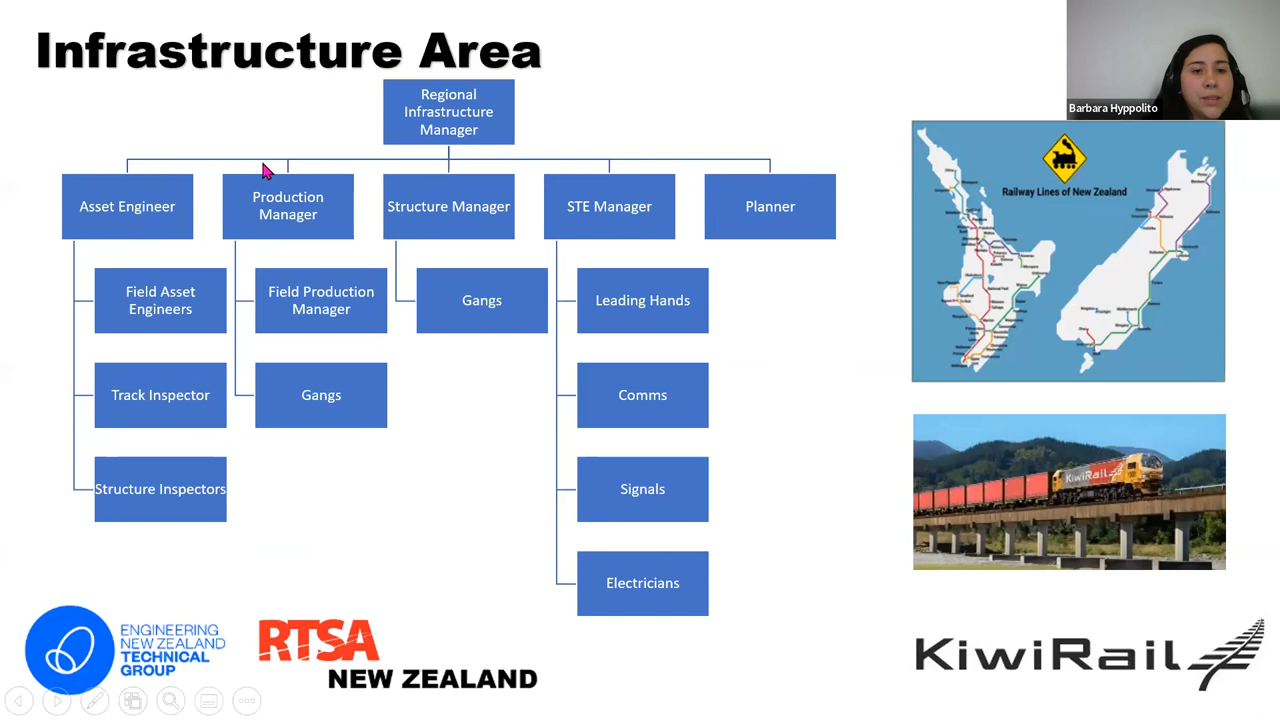 Infrastructure Area
Barbara Hyppolito
Regional
Infrastructure
Manager
Asset Engineer
Production
Manager
Structure Manager
STE Manager
Planner
Field Asset
Engineers
Field Production
Manager
Gangs
Leading Hands
Track Inspector
Gangs
Comms
Structure Inspectors
Signals
Electricians
Railway Lines of New Zealand
KiwiRail
ENGINEERING
NEW ZEALAND
TECHNICAL
GROUP
RTSA
NEW ZEALAND
KiwiRail